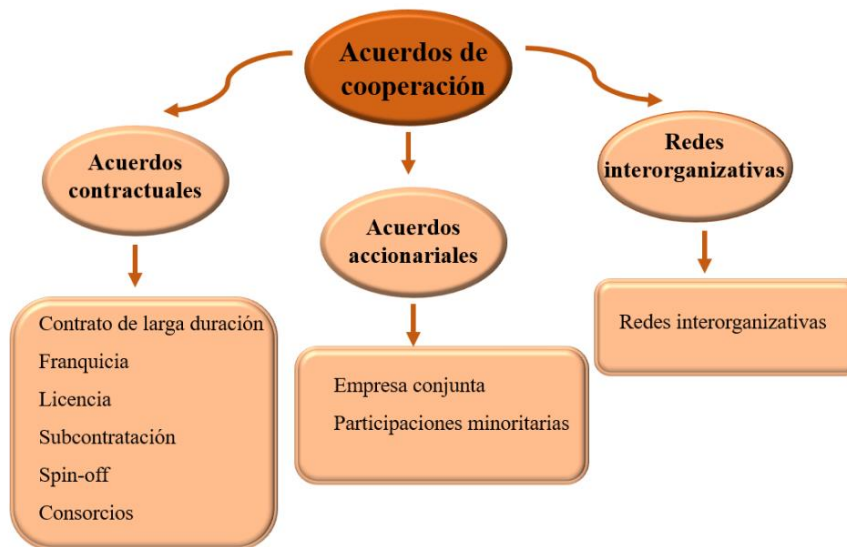 Acuerdos de
cooperación
Acuerdos
contractuales
Contrato de larga duración
Franquicia
Licencia
Subcontratación
Spin-off
Consorcios
Acuerdos
accionariales
Empresa conjunta
Participaciones minoritarias
Redes
interorganizativas
Redes interorganizativas